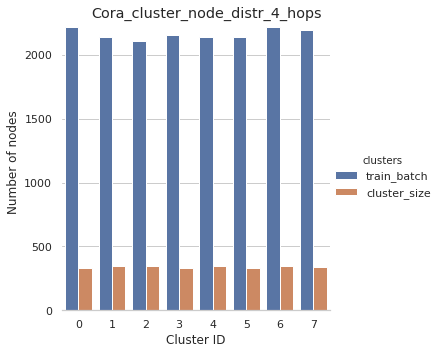 Cora_cluster_node_distr_4_hops
2000
1500
1000
500
0
Number of nodes
0 1 2 3 4 5 6 7
Cluster ID
clusters
train_batch
cluster_size